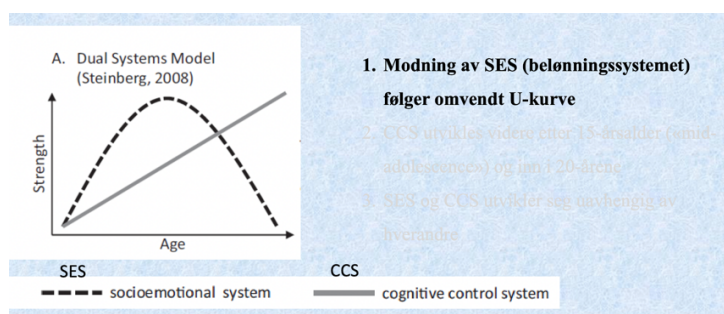 A. Dual Systems Model
(Steinberg, 2008)
Strength
Age
1. Modning av SES (belønningssystemet)
følger omvendt U-kurve
2. CCS utvikles videre etter 15-årsalder (mid-
adolescence) og inn i 20-årene
3. SES og CCS utvikler seg uavhengig av
hverandre
SES
CCS
socioemotional system
cognitive control system